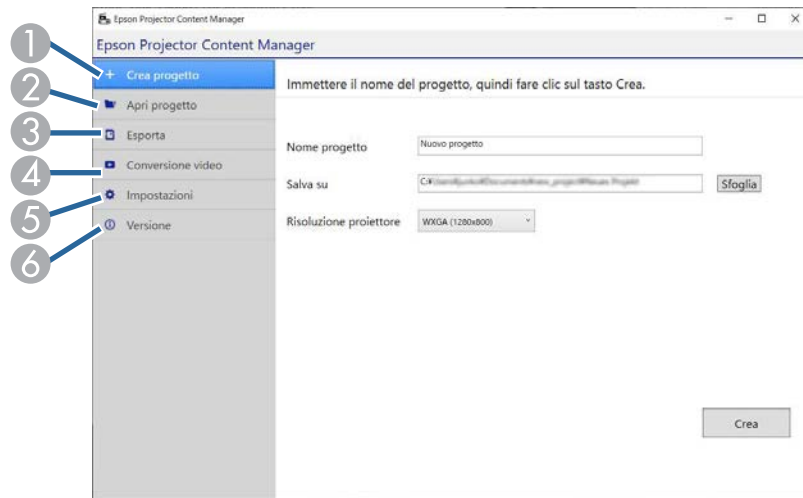 Epson Projector Content Manager
Epson Projector Content Manager
1 Crea progetto
2 Apri progetto
3 Esporta
4 Conversione video
5 Impostazioni
6 Versione
Immettere il nome del progetto, quindi fare clic sul tasto Crea.
Nome progetto Nuovo progetto
Salva su Sfoglia
Risoluzione proiettore WXGA (1280x800)
Crea